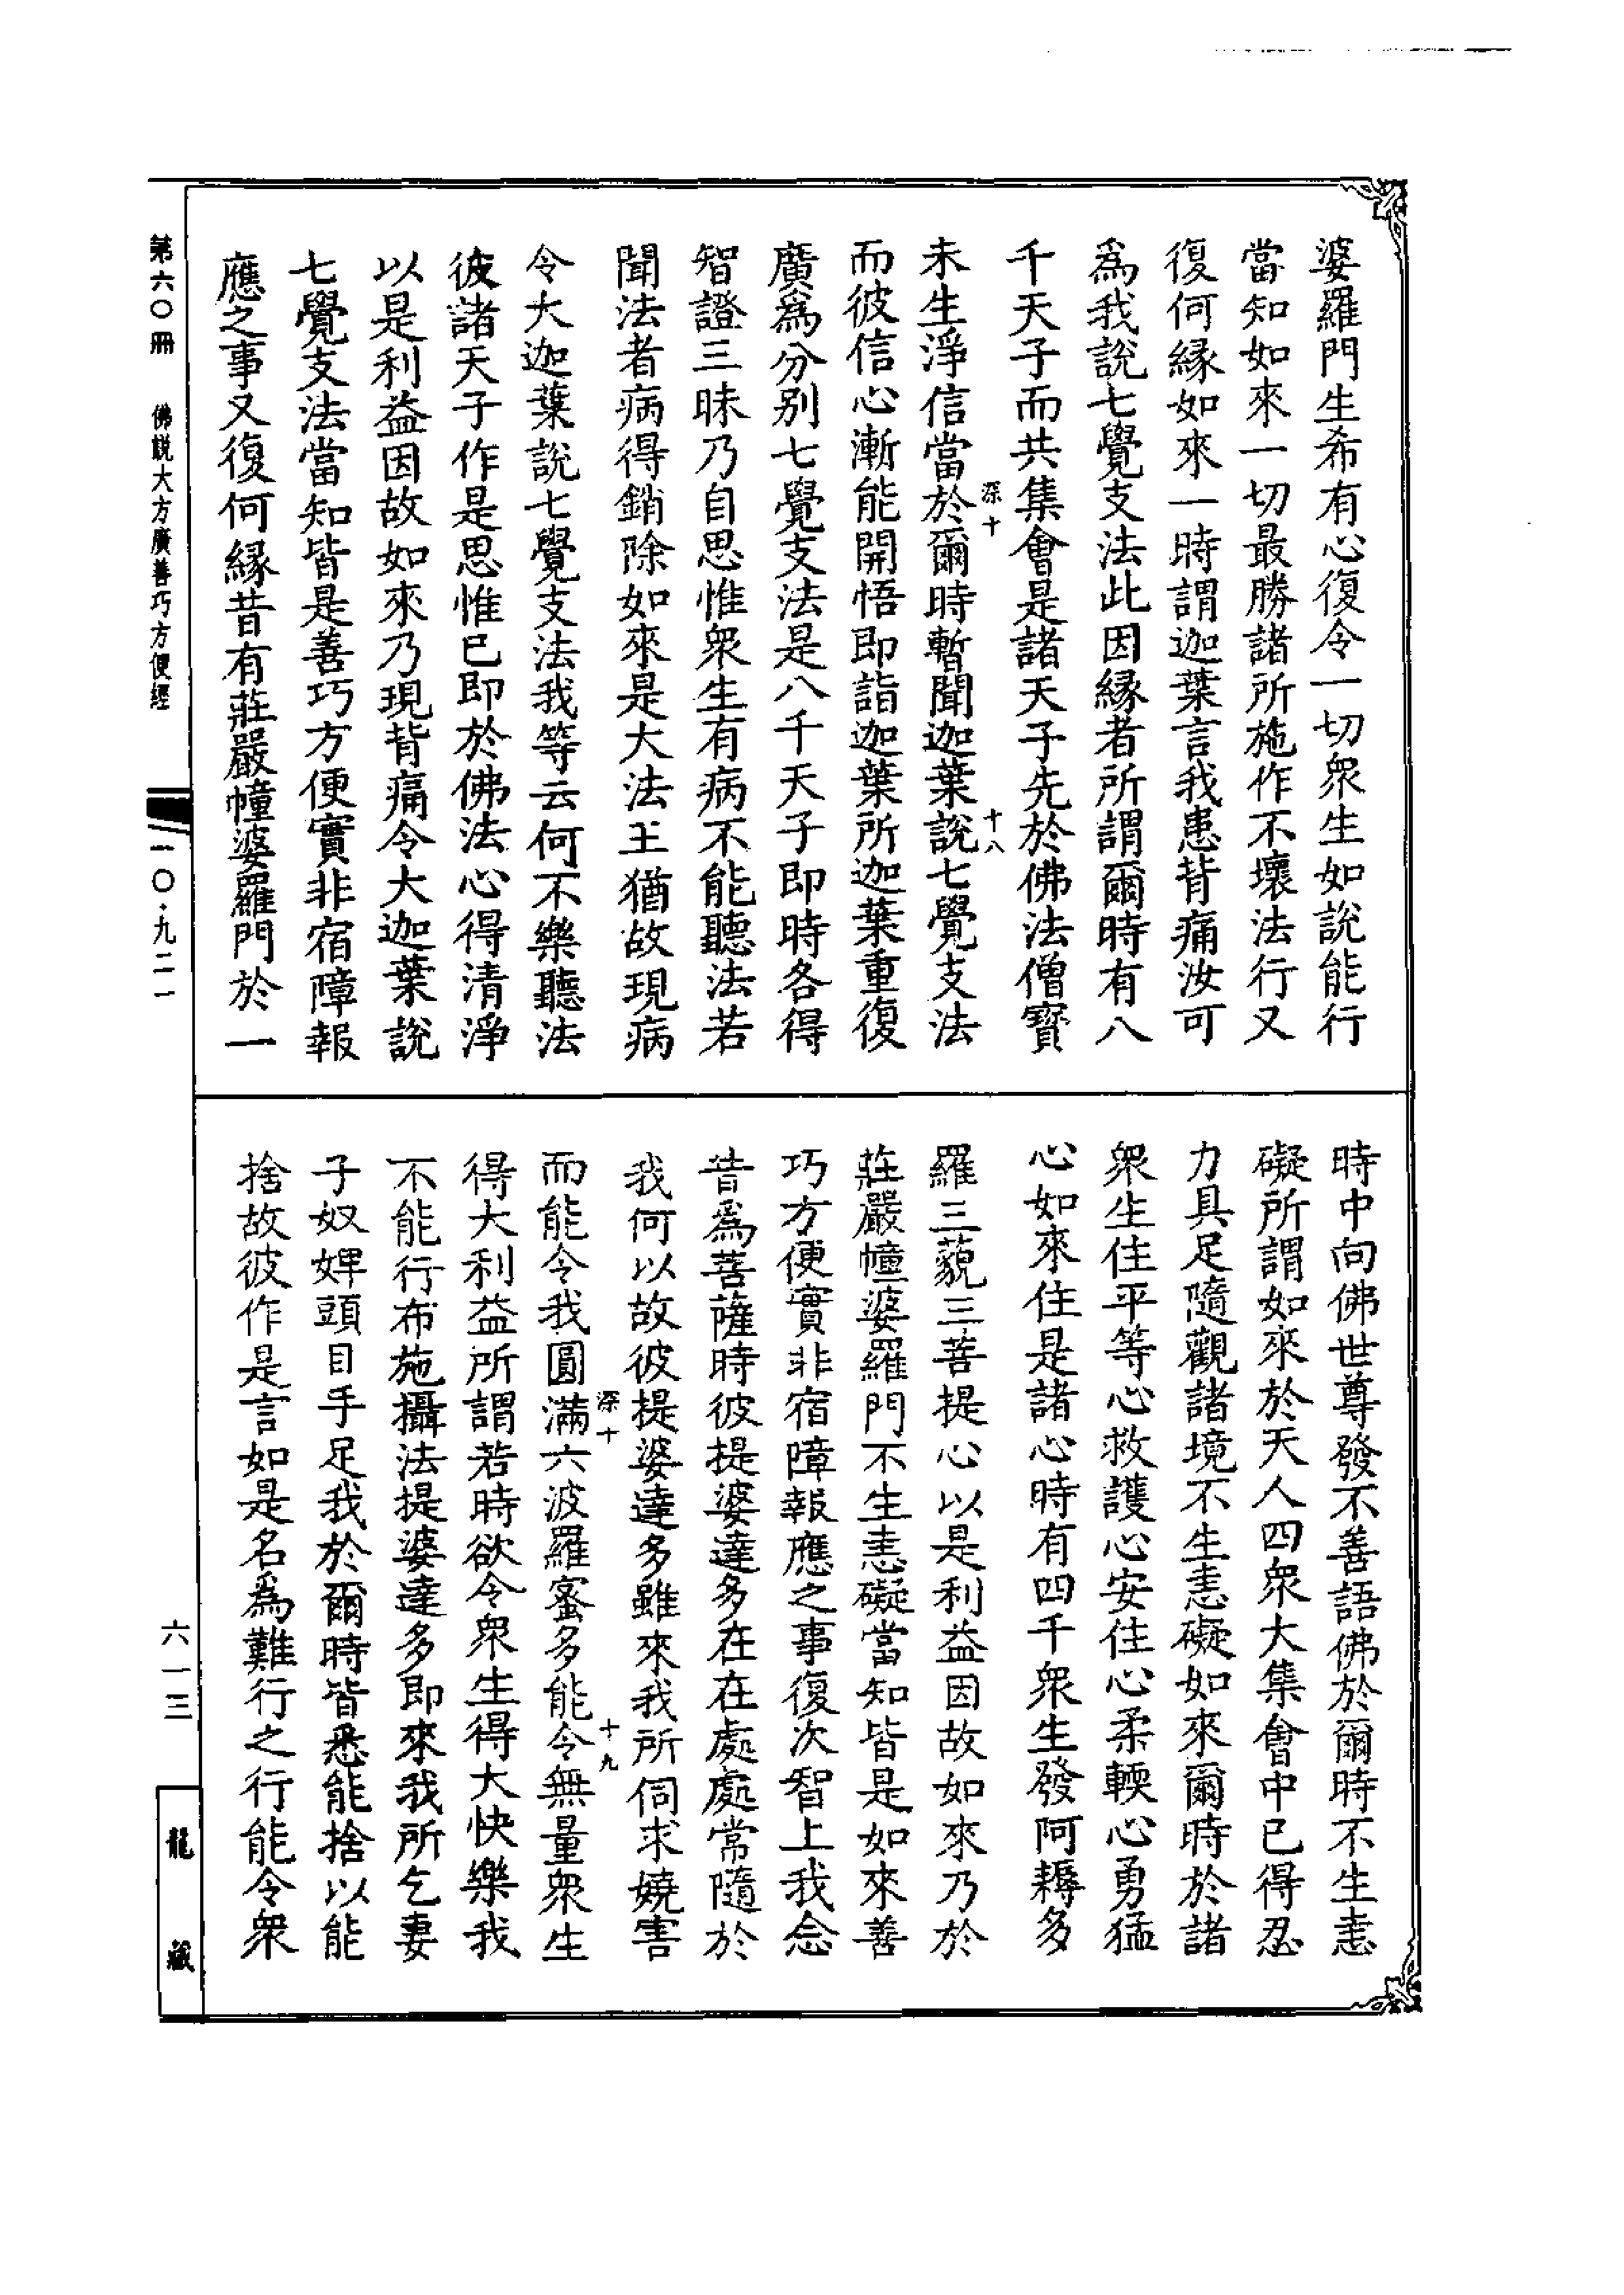 婆羅門生希有心復令一切衆生如說能行
當知如來一切最勝諸所施作不壞法行又
復何緣如來一時謂迦葉言我患背痛汝可
爲我說七覺支法此因緣者所謂爾時有八
千天子而共集會是諸天子先於佛法僧寶
深十
十八
未生淨信當於爾時暫聞迦葉說七覺支法
而彼信心漸能開悟即詣迦葉所迦葉重復
廣爲分別七覺支法是八千天子即時各得
智證三昧乃自思惟衆生有病不能聽法若
聞法者病得銷除如來是大法王猶故現病
令大迦葉說七覺支法我等云何不樂聽法
彼諸天子作是思惟已即於佛法心得清淨
以是利益因故如來乃現背痛令大迦葉說
七覺支法當知皆是善巧方便實非宿障報
應之事又復何緣昔有莊嚴幢婆羅門於一
時中向佛世尊發不善語佛於爾時不生恚
礙所謂如來於天人四衆大集會中已得忍
力具足隨觀諸境不生恚礙如來爾時於諸
衆生住平等心救護心安住心柔輭心勇猛
心如來住是諸心時有四千衆生發阿耨多
羅三藐三菩提心以是利益因故如來乃於
莊嚴幢婆羅門不生恚礙當知皆是如來善
巧方便實非宿障報應之事復次智上我念
昔爲菩薩時彼提婆達多在在處處常隨於
我何以故彼提婆達多雖來我所伺求嬈害
深十
十九
而能令我圓滿六波羅蜜多能令無量衆生
得大利益所謂若時欲令衆生得大快樂我
不能行布施攝法提婆達多即來我所乞妻
子奴婢頭目手足我於爾時皆悉能捨以能
捨故彼作是言如是名爲難行之行能令衆
第六〇冊
佛說大方廣善巧方便經
一〇·九二一
六一三
龍藏